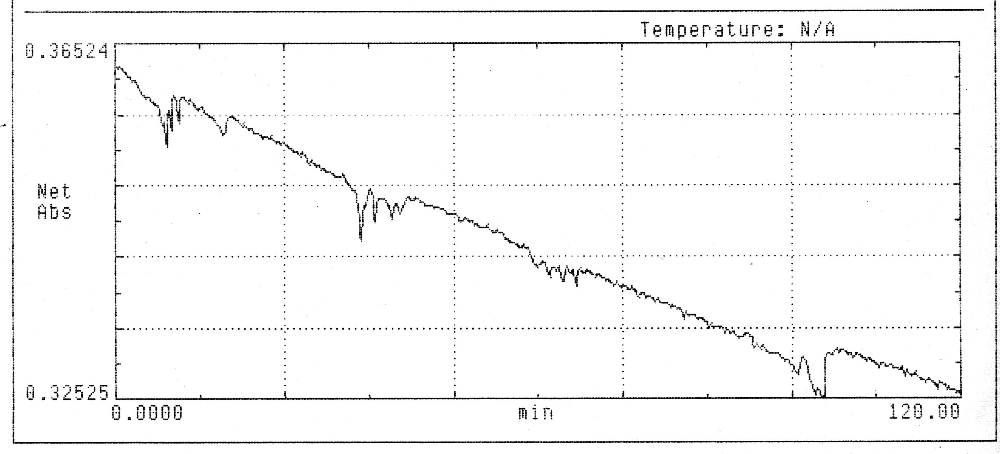 Temperature: N/A
0.36524
Net
Abs
0.32525
0.0000 min 120.00